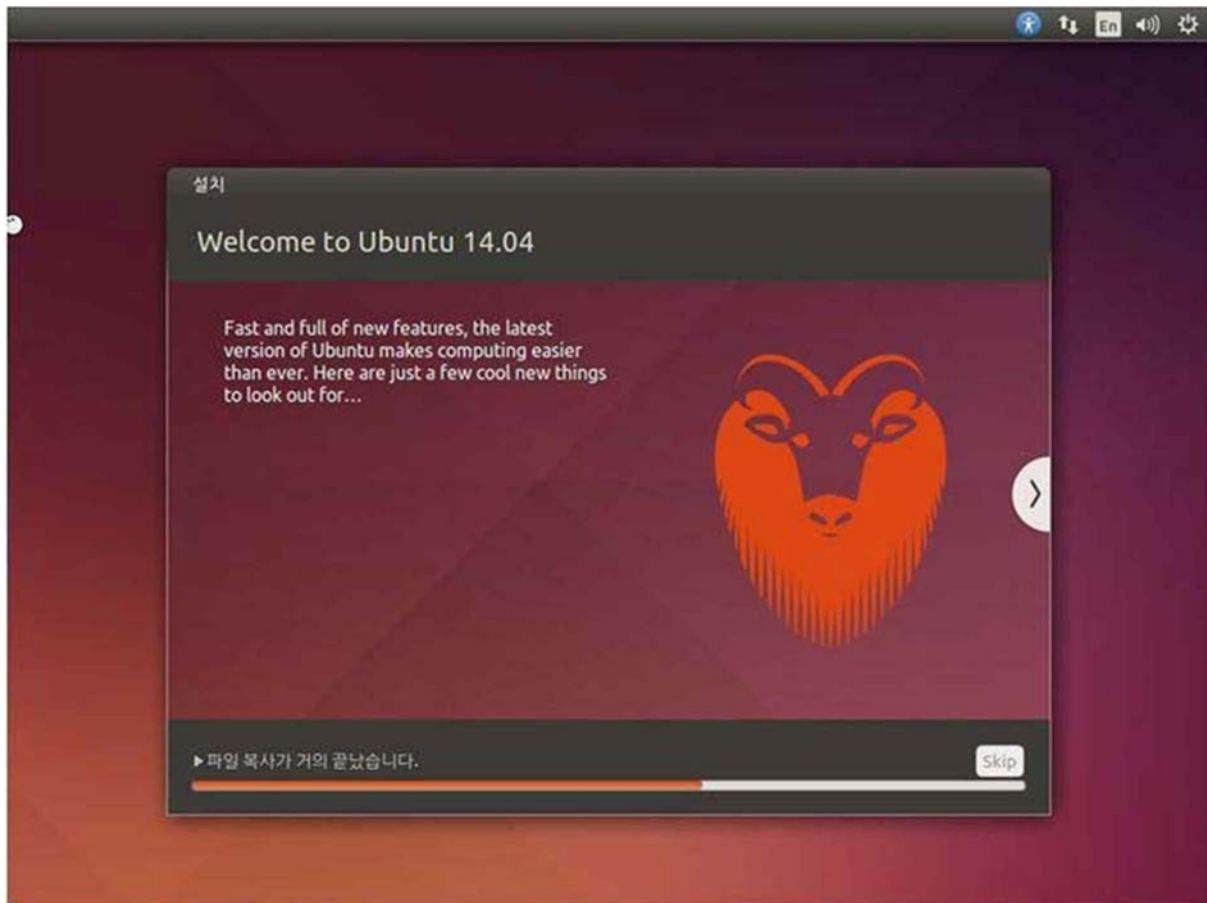 En
설치
Welcome to Ubuntu 14.04
Fast and full of new features, the latest
version of Ubuntu makes computing easier
than ever. Here are just a few cool new things
to look out for...
▶파일 복사가 거의 끝났습니다.
Skip